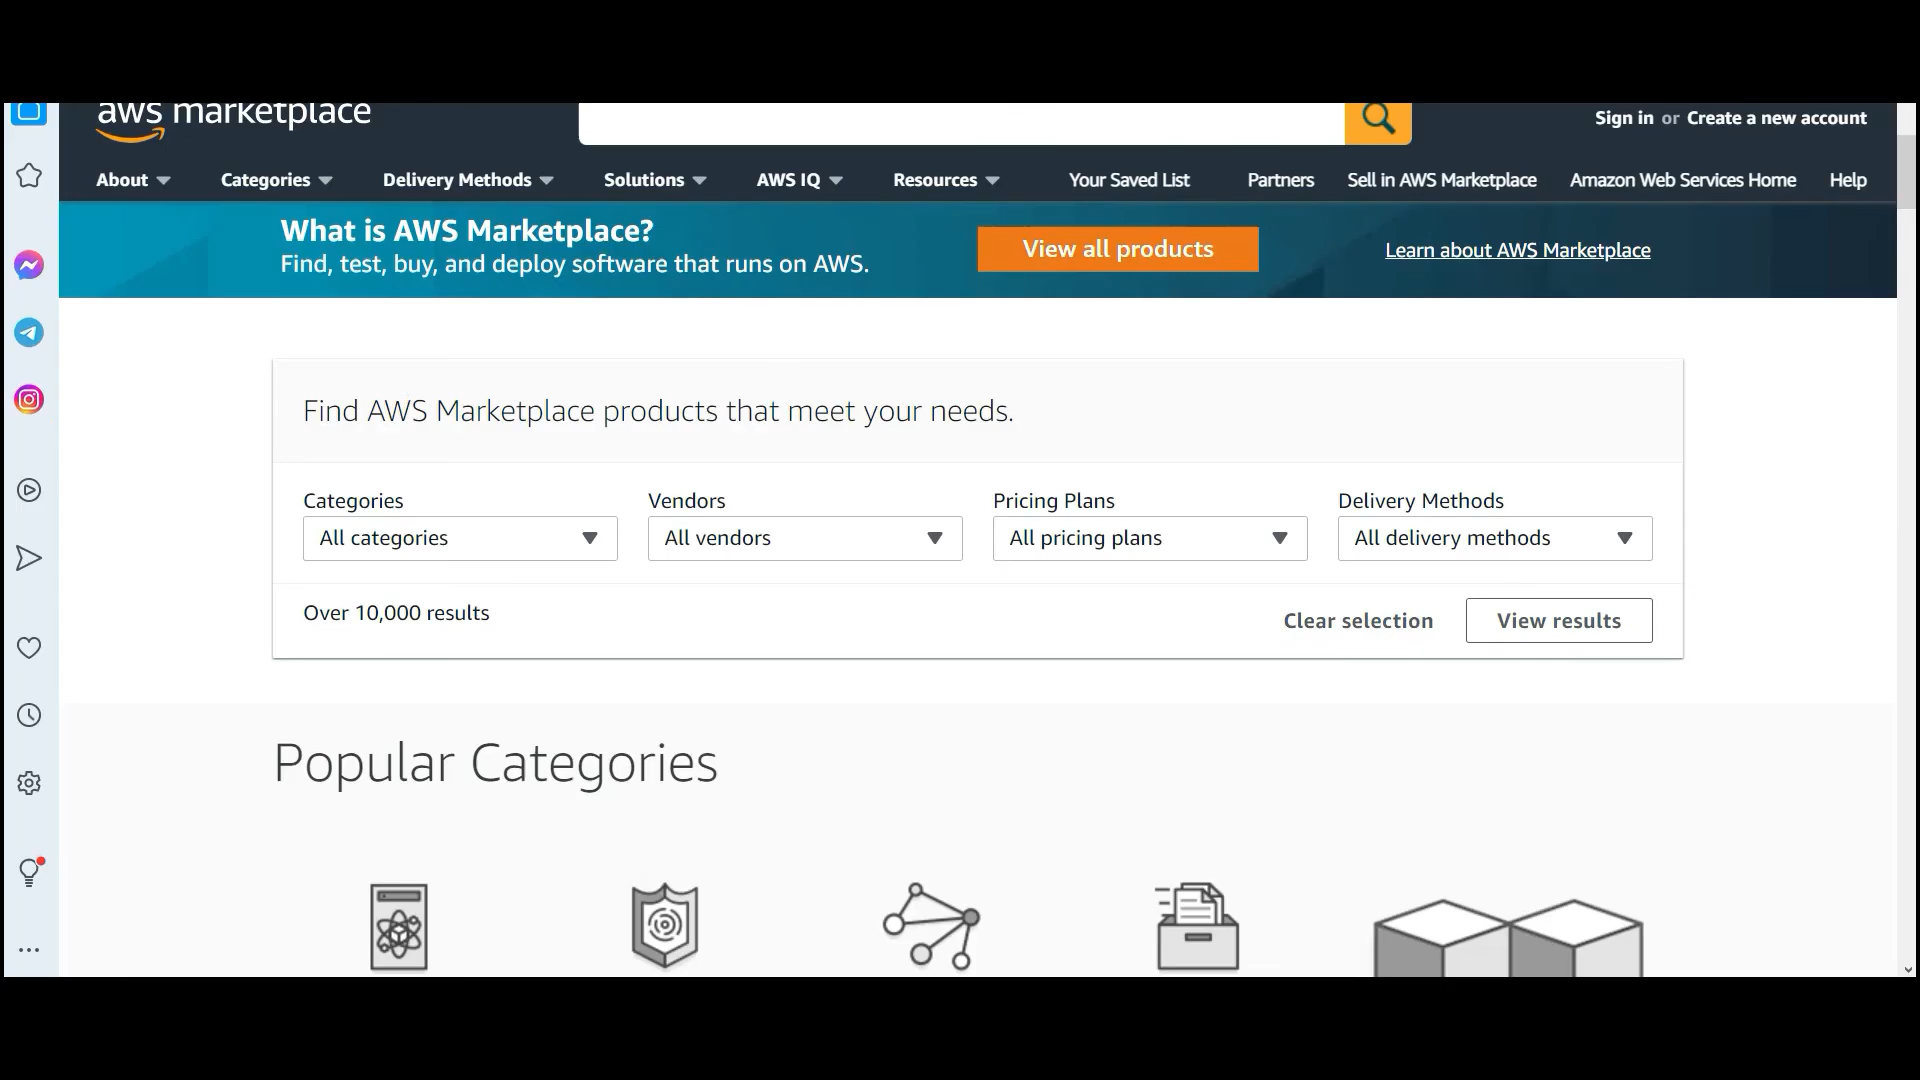 aws marketplace
Sign in or Create a new account
About Categories Delivery Methods Solutions AWS IQ Resources Your Saved List Partners Sell in AWS Marketplace Amazon Web Services Home Help
What is AWS Marketplace?
Find, test, buy, and deploy software that runs on AWS.
View all products
Learn about AWS Marketplace
Find AWS Marketplace products that meet your needs.
Categories Vendors Pricing Plans Delivery Methods
All categories All vendors All pricing plans All delivery methods
Over 10,000 results
Clear selection View results
Popular Categories